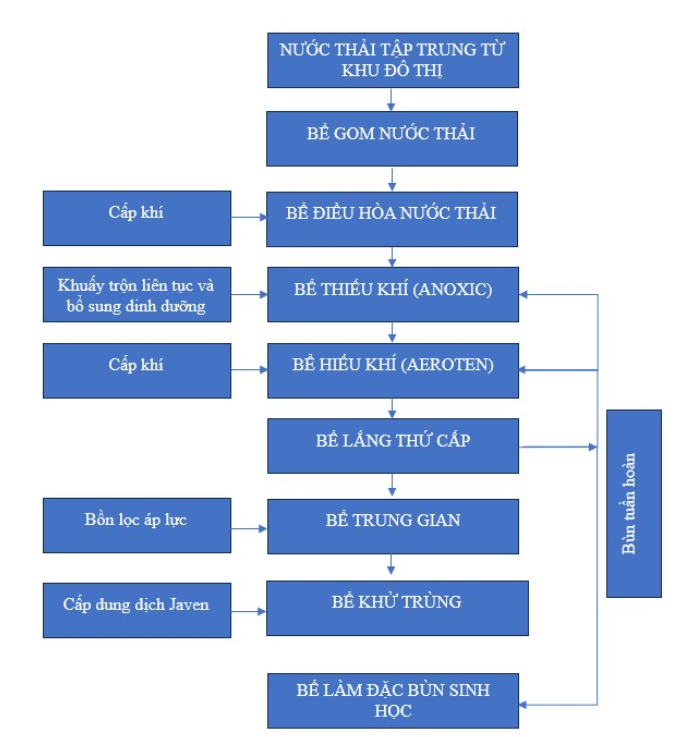 NƯỚC THẢI TẬP TRUNG TỪ
KHU ĐÔ THỊ
BỂ GOM NƯỚC THẢI
Cấp khí
BỂ ĐIỀU HÒA NƯỚC THẢI
Khuấy trộn liên tục và
bổ sung dinh dưỡng
BỂ THIẾU KHÍ (ANOXIC)
Cấp khí
BỂ HIẾU KHÍ (AEROTEN)
BỂ LẮNG THỨ CẤP
Bùn tuần hoàn
Bồn lọc áp lực
BỂ TRUNG GIAN
Cấp dung dịch Javen
BỂ KHỬ TRÙNG
BỂ LÀM ĐẶC BÙN SINH
HỌC